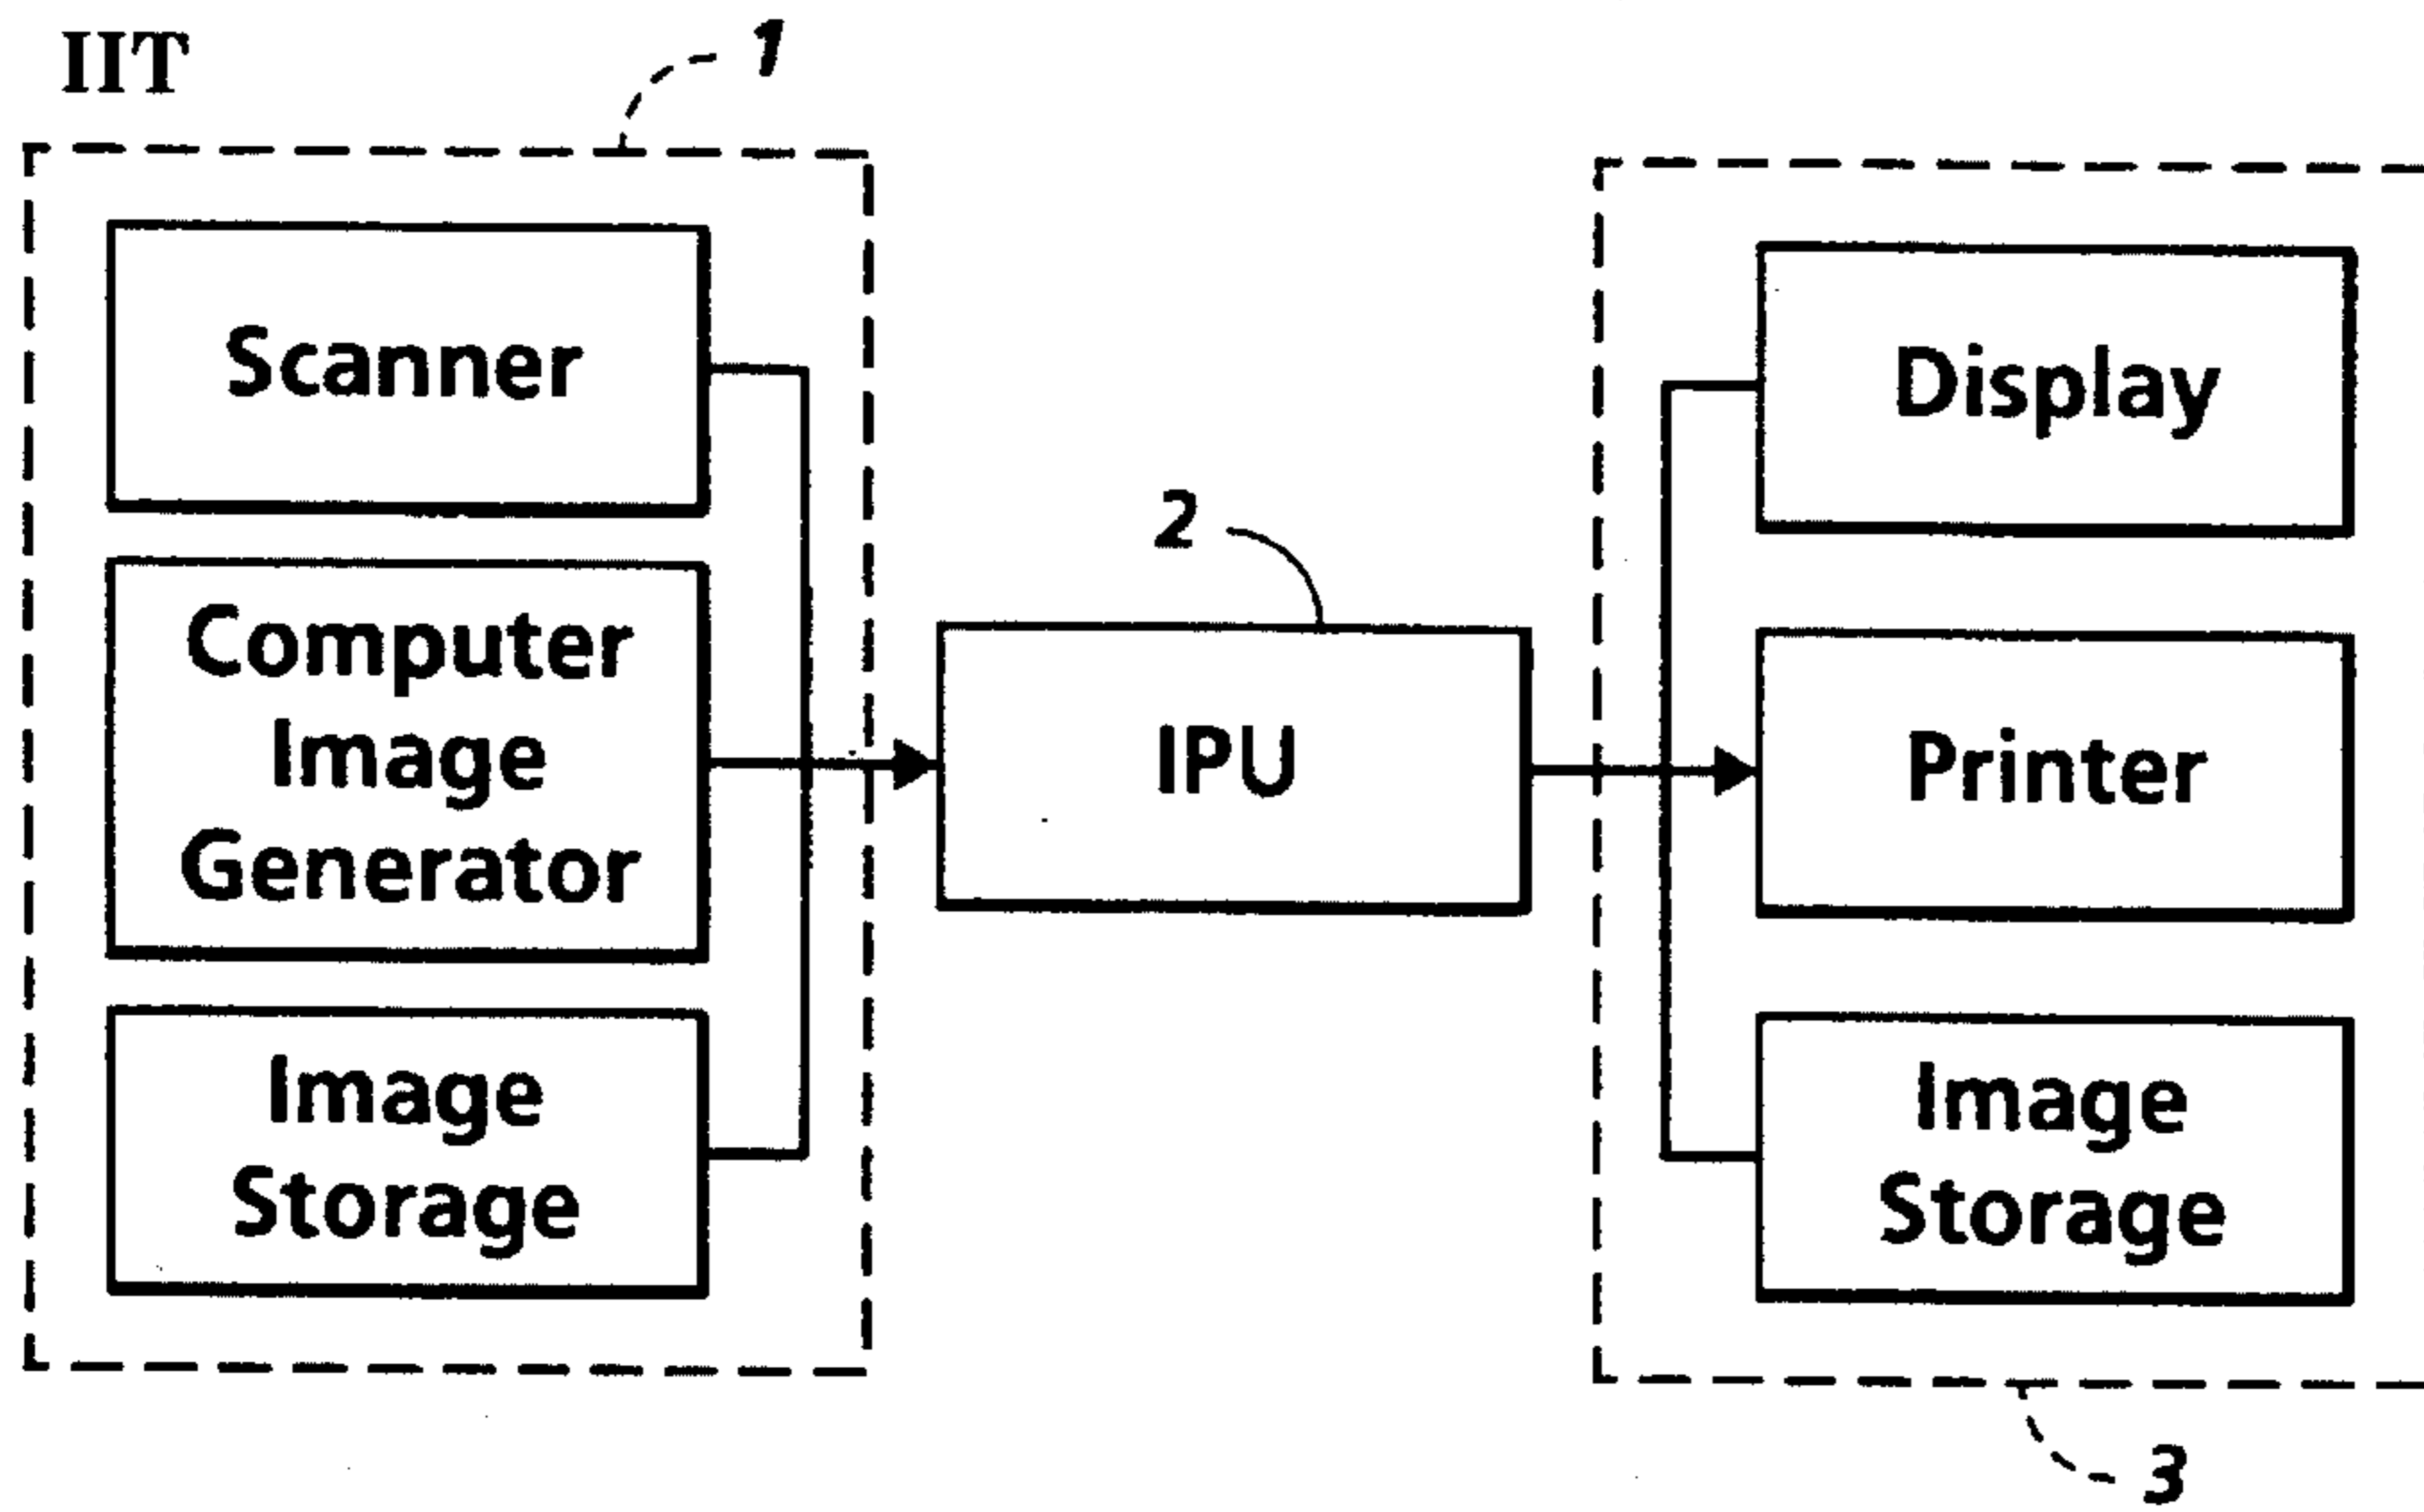 IIT
1
Scanner
Computer
Image
Generator
Image
Storage
2
IPU
Display
Printer
Image
Storage
3